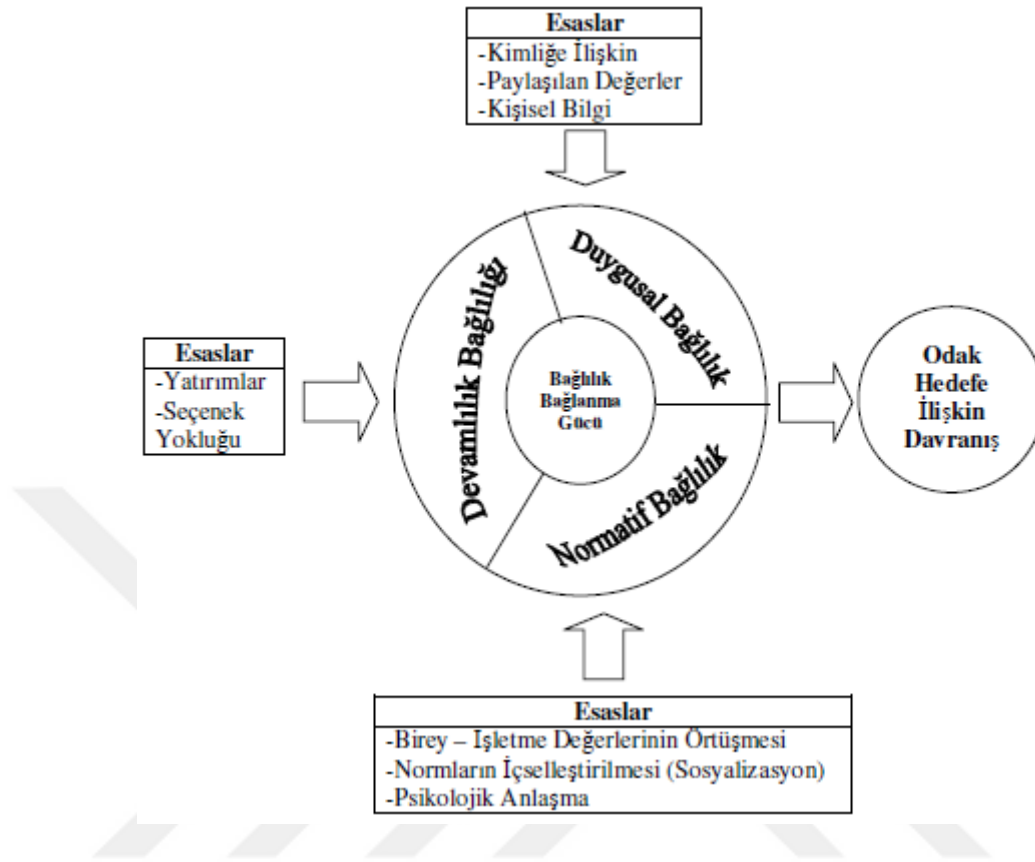 Esaslar
-Kimliğe İlişkin
-Paylaşılan Değerler
-Kişisel Bilgi
Duygusal Bağlılık
Devamlılık Bağlılığı
Esaslar
-Yatırımlar
-Seçenek
Yokluğu
Bağlılık
Bağlanma
Gücü
Odak
Hedefe
İlişkin
Davranış
Normatif Bağlılık
Esaslar
-Birey – Işletme Değerlerinin Örtüşmesi
-Normların İçselleştirilmesi (Sosyalizasyon)
-Psikolojik Anlaşma